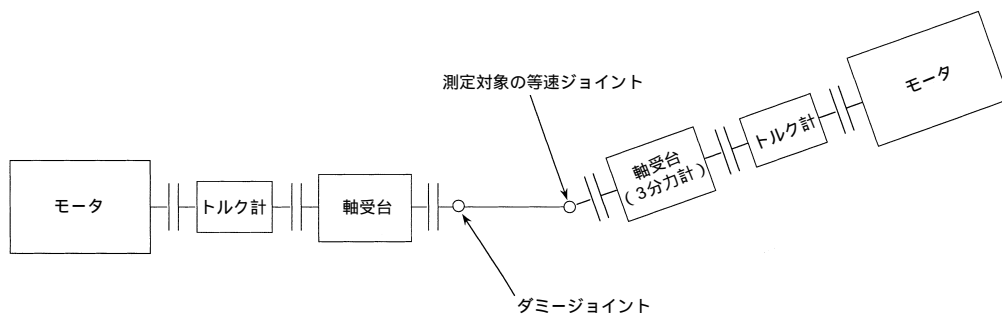 測定対象の等速ジョイント
モータ
トルク計
軸受台
(3分力計)
モータ
トルク計
軸受台
ダミージョイント